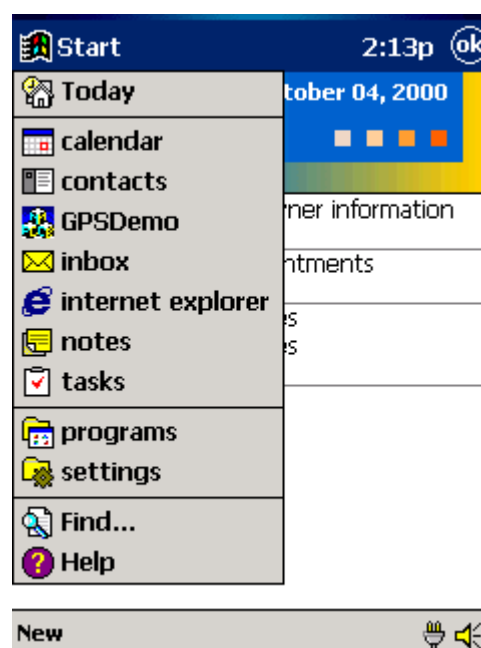 Start 2:13p ok
Today
tober 04, 2000
calendar
contacts
GPSDemo
ner information
inbox
ntments
internet explorer
s
notes
s
tasks
programs
settings
Find...
Help
New